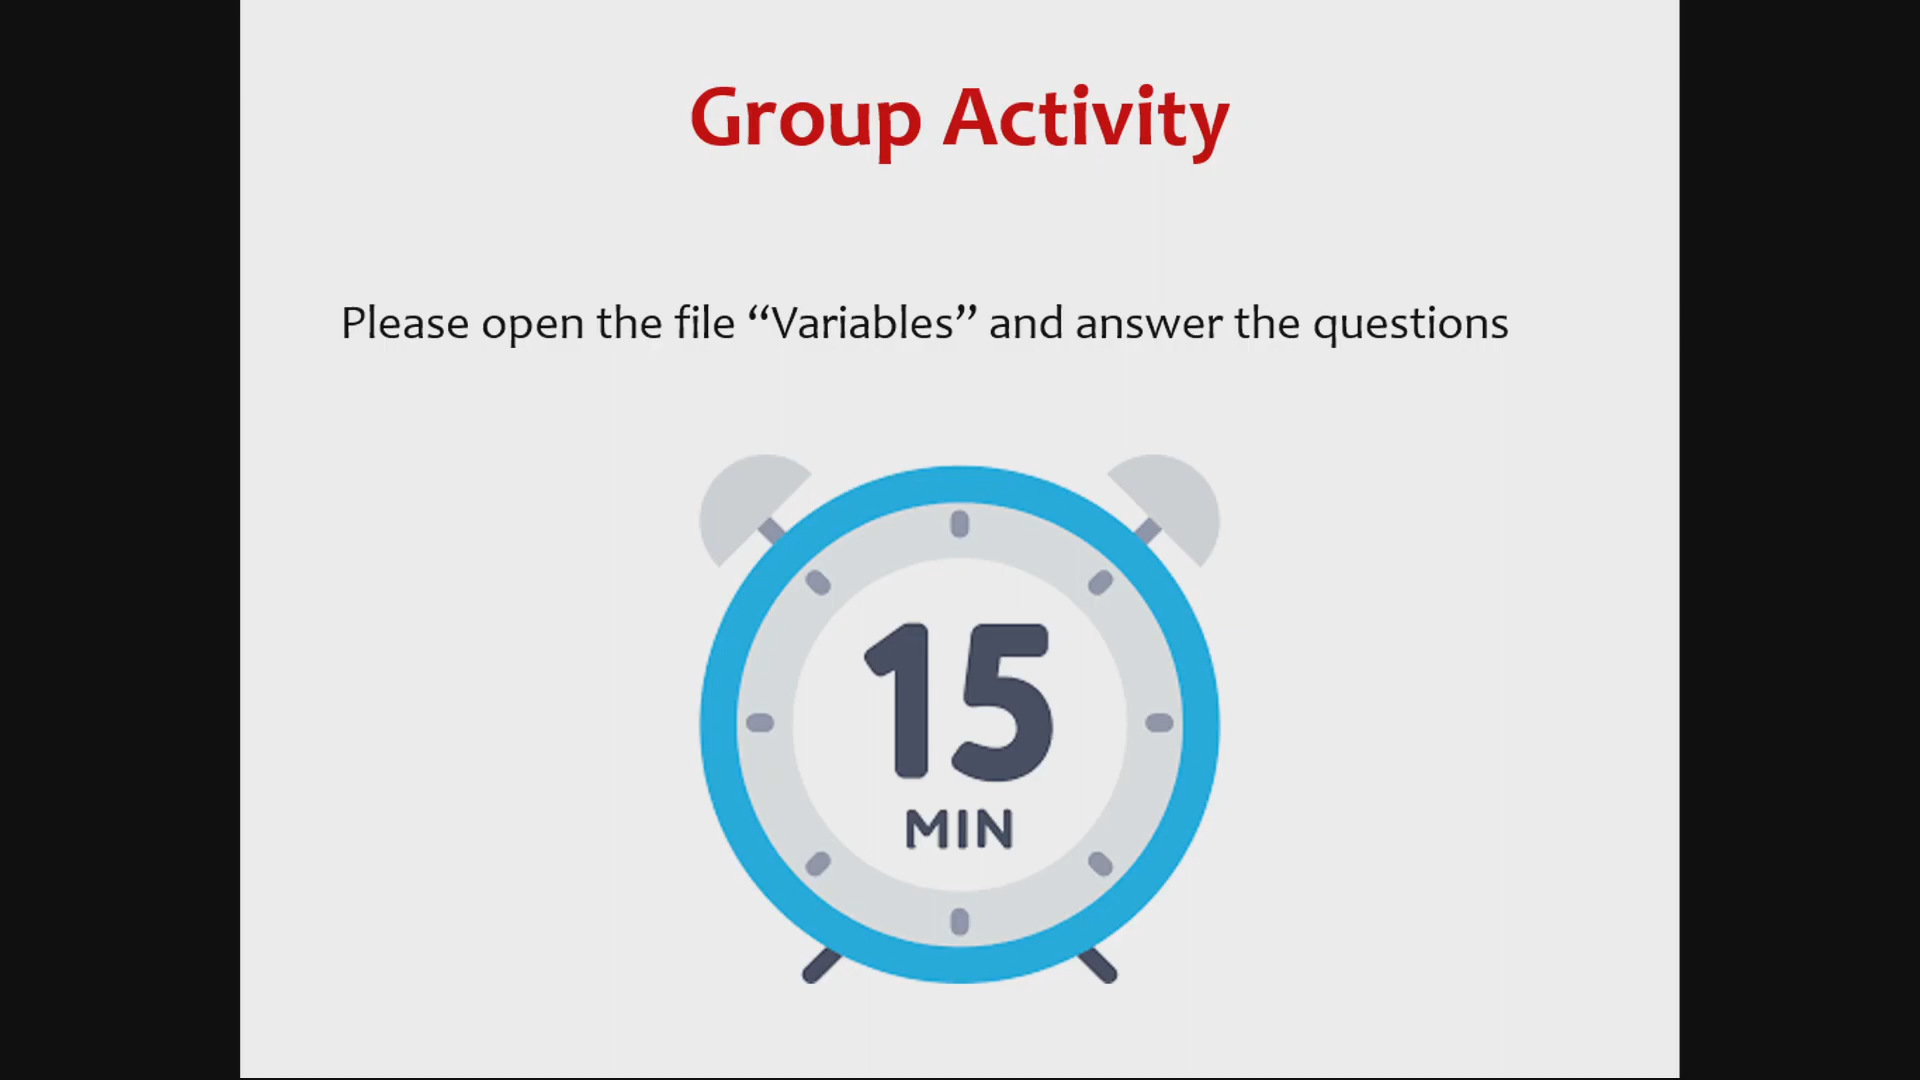 Group Activity
Please open the file “Variables” and answer the questions
15
MIN